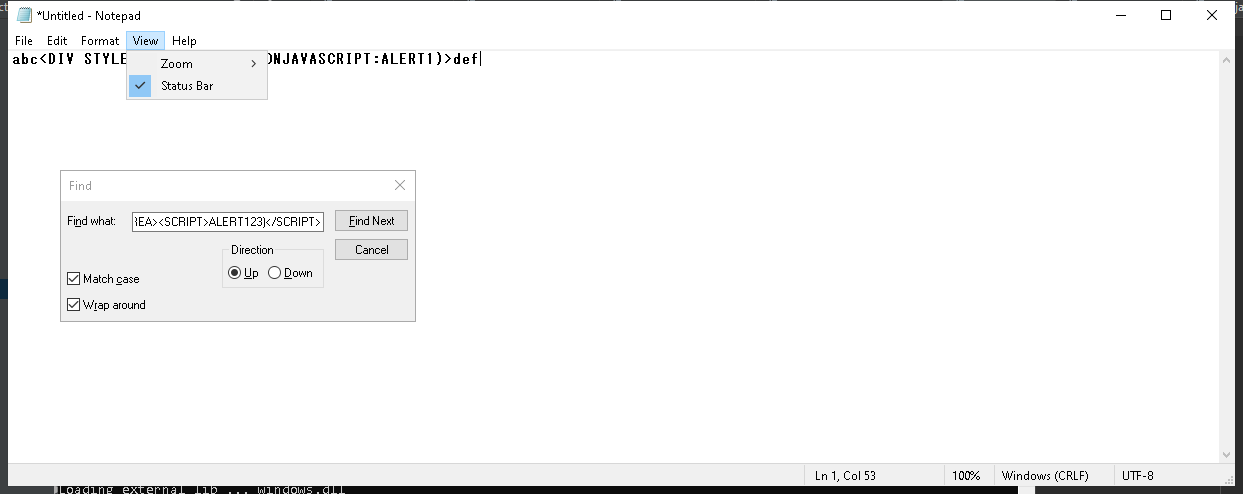 *Untitled - Notepad
File Edit Format View Help
abc<DIV STYLE ONJAVASCRIPT:ALERT1)>def
Zoom
Status Bar
Find
Find what: EA><SCRIPT>ALERT123)</SCRIPT> Find Next
Direction Cancel
Up Down
Match case
Wrap around
Ln 1, Col 53 100% Windows (CRLF) UTF-8
Loading external lib ... windows.dll